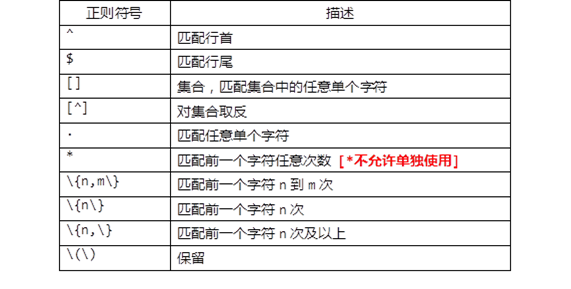 正则符号 描述
^ 匹配行首
$ 匹配行尾
[] 集合，匹配集合中的任意单个字符
[^] 对集合取反
. 匹配任意单个字符
* 匹配前一个字符任意次数 [*不允许单独使用]
\{n,m\} 匹配前一个字符 n 到 m 次
\{n\} 匹配前一个字符 n 次
\{n,\} 匹配前一个字符 n 次及以上
\(\) 保留